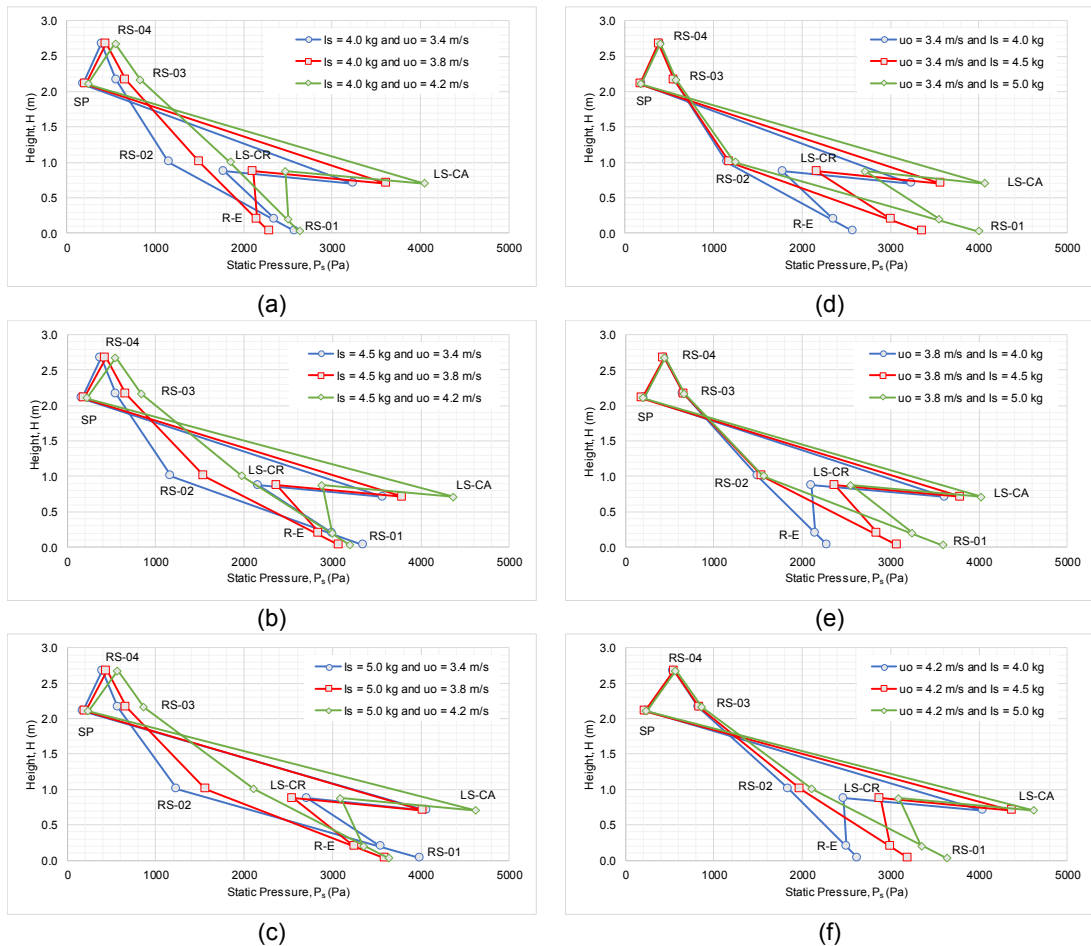 3.0
2.5
2.0
1.5
1.0
0.5
0.0
Height, H (m)
RS-04
RS-03
SP
RS-02
LS-CR
LS-CA
R-E
RS-01
Is = 4.0 kg and uo = 3.4 m/s
Is = 4.0 kg and uo = 3.8 m/s
Is = 4.0 kg and uo = 4.2 m/s
0 1000 2000 3000 4000 5000
Static Pressure, Ps (Pa)
(a)
3.0
2.5
2.0
1.5
1.0
0.5
0.0
Height, H (m)
RS-04
RS-03
SP
RS-02
LS-CR
LS-CA
R-E
RS-01
uo = 3.4 m/s and Is = 4.0 kg
uo = 3.4 m/s and Is = 4.5 kg
uo = 3.4 m/s and Is = 5.0 kg
0 1000 2000 3000 4000 5000
Static Pressure, Ps (Pa)
(d)
3.0
2.5
2.0
1.5
1.0
0.5
0.0
Height, H (m)
RS-04
RS-03
SP
RS-02
LS-CR
LS-CA
R-E
RS-01
Is = 4.5 kg and uo = 3.4 m/s
Is = 4.5 kg and uo = 3.8 m/s
Is = 4.5 kg and uo = 4.2 m/s
0 1000 2000 3000 4000 5000
Static Pressure, Ps (Pa)
(b)
3.0
2.5
2.0
1.5
1.0
0.5
0.0
Height, H (m)
RS-04
RS-03
SP
RS-02
LS-CR
LS-CA
R-E
RS-01
uo = 3.8 m/s and Is = 4.0 kg
uo = 3.8 m/s and Is = 4.5 kg
uo = 3.8 m/s and Is = 5.0 kg
0 1000 2000 3000 4000 5000
Static Pressure, Ps (Pa)
(e)
3.0
2.5
2.0
1.5
1.0
0.5
0.0
Height, H (m)
RS-04
RS-03
SP
RS-02
LS-CR
LS-CA
R-E
RS-01
Is = 5.0 kg and uo = 3.4 m/s
Is = 5.0 kg and uo = 3.8 m/s
Is = 5.0 kg and uo = 4.2 m/s
0 1000 2000 3000 4000 5000
Static Pressure, Ps (Pa)
(c)
3.0
2.5
2.0
1.5
1.0
0.5
0.0
Height, H (m)
RS-04
RS-03
SP
RS-02
LS-CR
LS-CA
R-E
RS-01
uo = 4.2 m/s and Is = 4.0 kg
uo = 4.2 m/s and Is = 4.5 kg
uo = 4.2 m/s and Is = 5.0 kg
0 1000 2000 3000 4000 5000
Static Pressure, Ps (Pa)
(f)